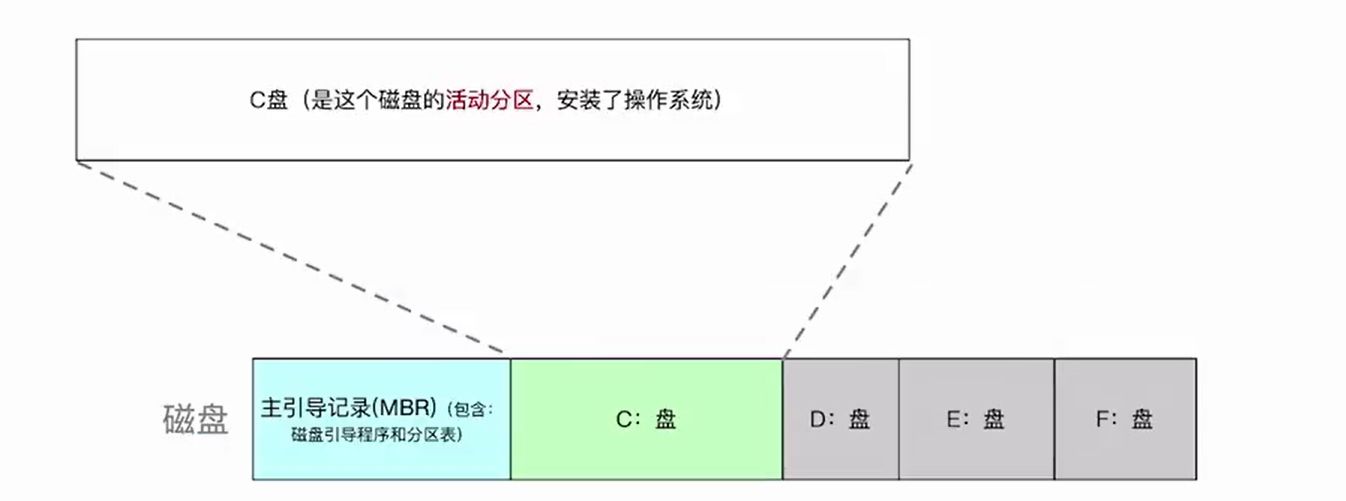 C盘（是这个磁盘的活动分区，安装了操作系统）
磁盘
主引导记录(MBR)（包含：
磁盘引导程序和分区表）
C：盘
D：盘
E：盘
F：盘